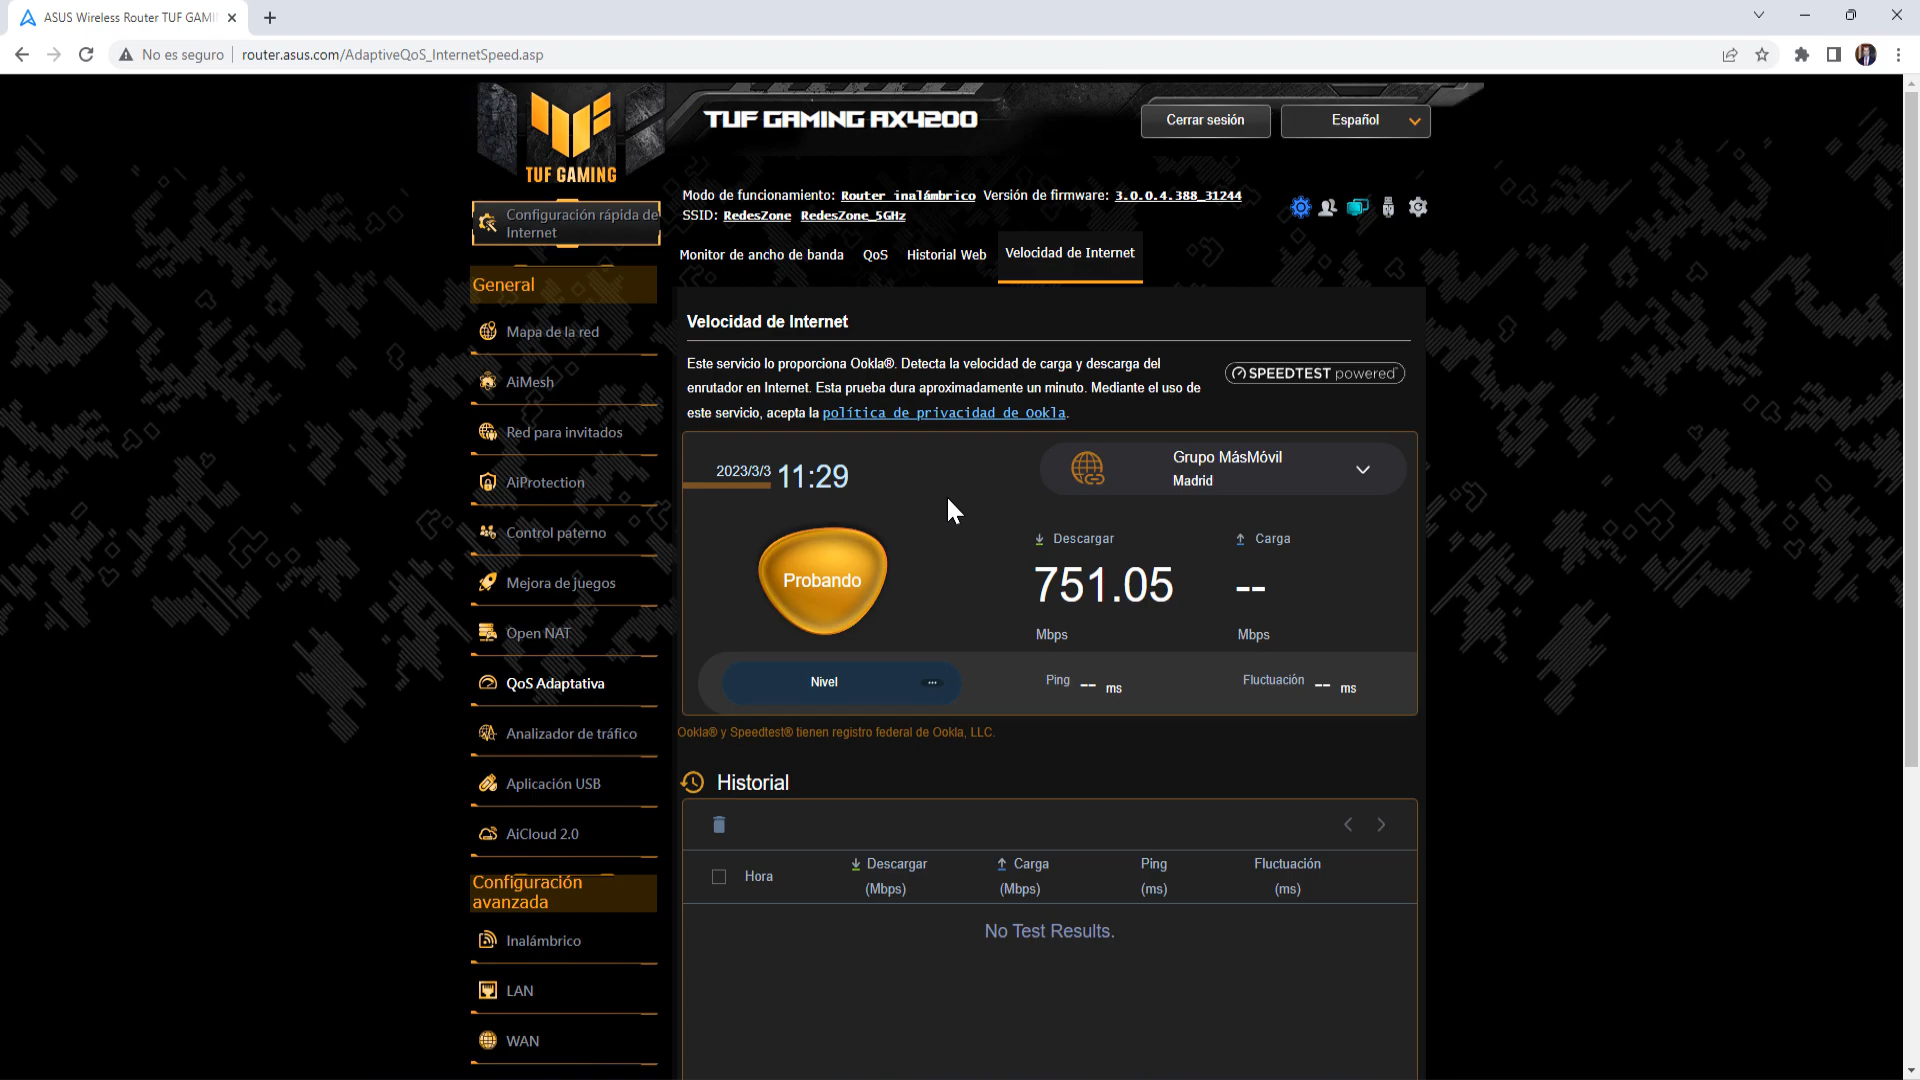 ASUS Wireless Router TUF GAMI
No es seguro
router.asus.com/AdaptiveQoS_InternetSpeed.asp
TUF GAMING
TUF GAMING AX4200
Cerrar sesión
Español
Modo de funcionamiento: Router inalámbrico Versión de firmware: 3.0.0.4.388_31244
SSID: RedesZone RedesZone_5GHz
Configuración rápida de
Internet
Monitor de ancho de banda
QoS
Historial Web
Velocidad de Internet
General
Mapa de la red
AiMesh
Red para invitados
AiProtection
Control paterno
Mejora de juegos
Open NAT
QoS Adaptativa
Analizador de tráfico
Aplicación USB
AiCloud 2.0
Configuración
avanzada
Inalámbrico
LAN
WAN
Velocidad de Internet
Este servicio lo proporciona Ookla®. Detecta la velocidad de carga y descarga del
enrutador en Internet. Esta prueba dura aproximadamente un minuto. Mediante el uso de
este servicio, acepta la política de privacidad de Ookla.
SPEEDTEST powered™
2023/3/3 11:29
Grupo MásMóvil
Madrid
Probando
Descargar
751.05
Mbps
Carga
--
Mbps
Nivel
...
Ping -- ms
Fluctuación -- ms
Ookla® y Speedtest® tienen registro federal de Ookla, LLC.
Historial
Hora
Descargar
(Mbps)
Carga
(Mbps)
Ping
(ms)
Fluctuación
(ms)
No Test Results.